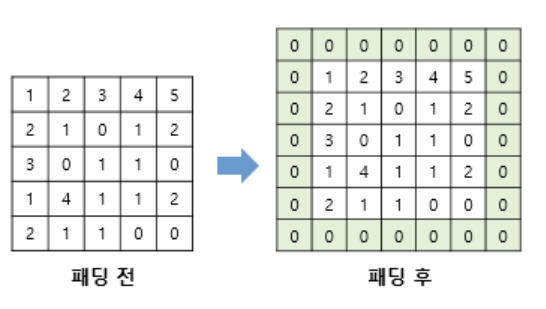 1 2 3 4 5
2 1 0 1 2
3 0 1 1 0
1 4 1 1 2
2 1 1 0 0
패딩 전
0 0 0 0 0 0 0
0 1 2 3 4 5 0
0 2 1 0 1 2 0
0 3 0 1 1 0 0
0 1 4 1 1 2 0
0 2 1 1 0 0 0
0 0 0 0 0 0 0
패딩 후